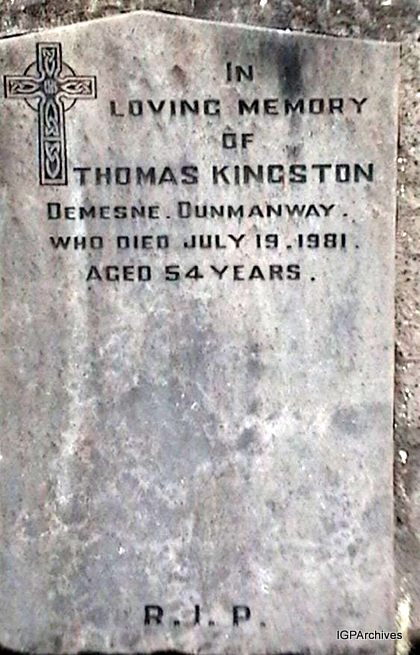 IN
LOVING MEMORY
OF
THOMAS KINGSTON
DEMESNE. DUNMANWAY.
WHO DIED JULY 19. 1981.
AGED 54 YEARS.
R.I.P.
IGPArchives